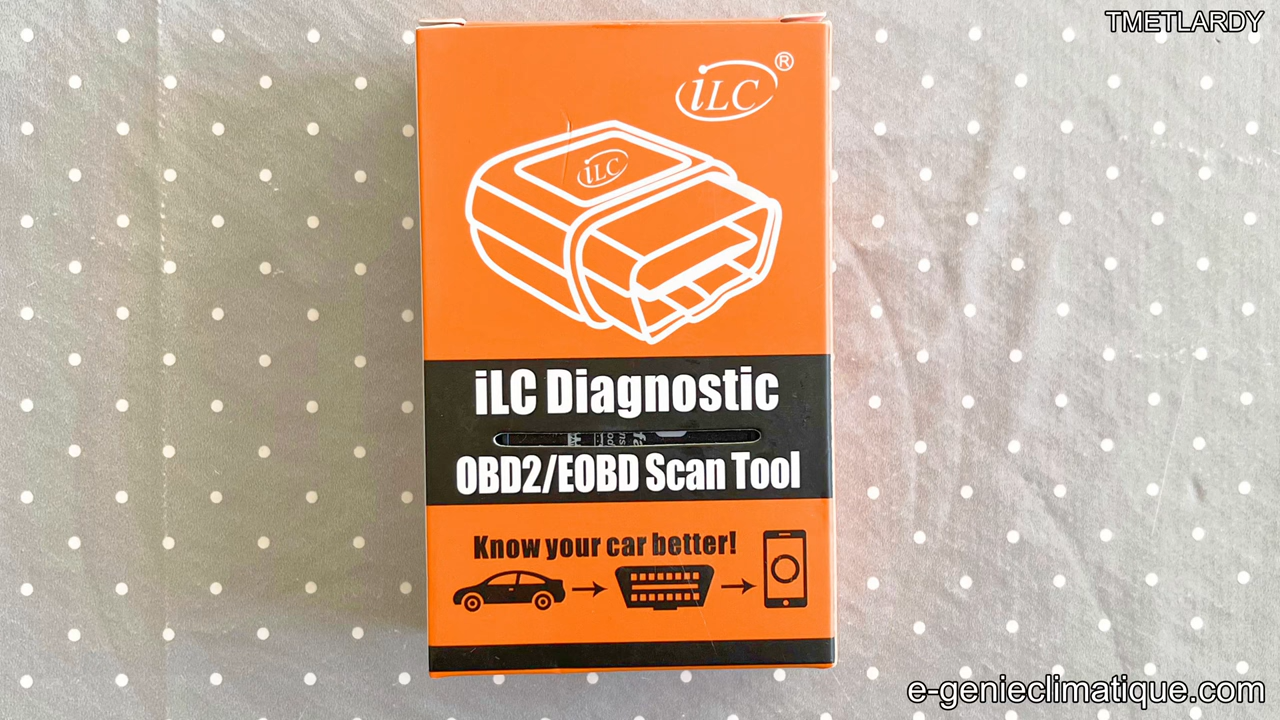 TMETLARDY
iLC®
iLC
iLC Diagnostic
OBD2/EOBD Scan Tool
Know your car better!
e-genieclimatique.com